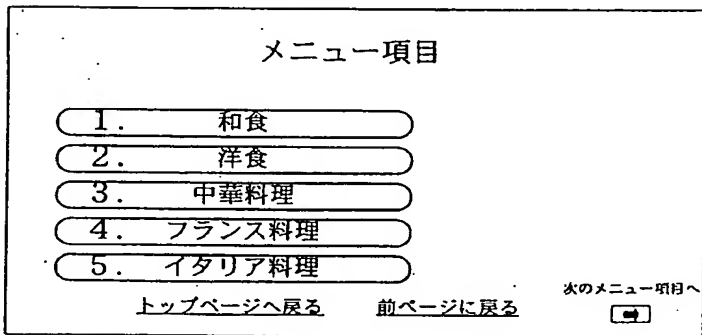 メニュー項目
1. 和食
2. 洋食
3. 中華料理
4. フランス料理
5. イタリア料理
トップページへ戻る 前ページに戻る
次のメニュー項目へ
➡